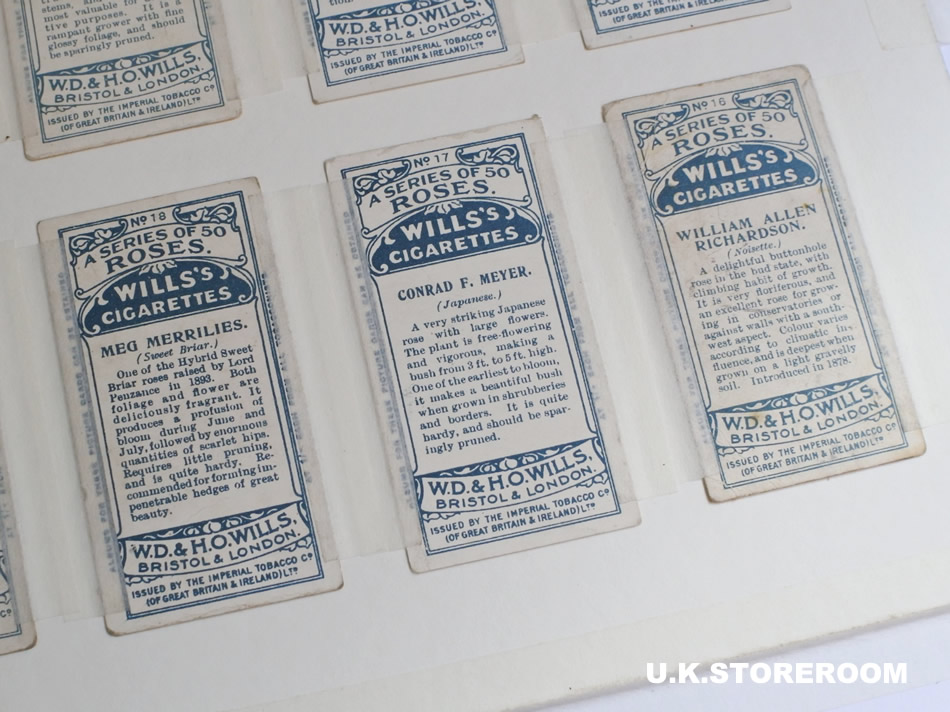 stems, and
most valuable for
tive purposes. It is a
rampant grower with fine
glossy foliage, and should
be sparingly pruned.
W.D. & H.O. WILLS,
BRISTOL & LONDON.
ISSUED BY THE IMPERIAL TOBACCO Cº
(OF GREAT BRITAIN & IRELAND) Lᵀᴰ
W.D. & H.O. WILLS,
BRISTOL & LONDON.
ISSUED BY THE IMPERIAL TOBACCO Cº
(OF GREAT BRITAIN & IRELAND) Lᵀᴰ
(OF GREAT BRITAIN & IRELAND) Lᵀᴰ
Nº 18
A SERIES OF 50
ROSES.
WILLS'S
CIGARETTES
MEG MERRILIES.
(Sweet Briar.)
One of the Hybrid Sweet
Briar roses raised by Lord
Penzance in 1893. Both
foliage and flower are
deliciously fragrant. It
produces a profusion of
bloom during June and
July, followed by enormous
quantities of scarlet hips.
Requires little pruning,
and is quite hardy. Re-
commended for forming im-
penetrable hedges of great
beauty.
W.D. & H.O. WILLS,
BRISTOL & LONDON.
ISSUED BY THE IMPERIAL TOBACCO Cº
(OF GREAT BRITAIN & IRELAND) Lᵀᴰ
Nº 17
A SERIES OF 50
ROSES.
WILLS'S
CIGARETTES
CONRAD F. MEYER.
(Japanese.)
A very striking Japanese
rose with large flowers.
The plant is free-flowering
and vigorous, making a
bush from 3 ft. to 5 ft. high.
One of the earliest to bloom,
it makes a beautiful bush
when grown in shrubberies
and borders. It is quite
hardy, and should be spar-
ingly pruned.
W.D. & H.O. WILLS,
BRISTOL & LONDON.
ISSUED BY THE IMPERIAL TOBACCO Cº
(OF GREAT BRITAIN & IRELAND) Lᵀᴰ
Nº 16
A SERIES OF 50
ROSES.
WILLS'S
CIGARETTES
WILLIAM ALLEN
RICHARDSON.
(Noisette.)
A delightful buttonhole
rose in the bud state, with
climbing habit of growth.
It is very floriferous, and
an excellent rose for grow-
ing in conservatories or
against walls with a south-
west aspect. Colour varies
according to climatic in-
fluence, and is deepest when
grown on a light gravelly
soil. Introduced in 1878.
W.D. & H.O. WILLS,
BRISTOL & LONDON.
ISSUED BY THE IMPERIAL TOBACCO Cº
(OF GREAT BRITAIN & IRELAND) Lᵀᴰ
Cº
U.K.STOREROOM